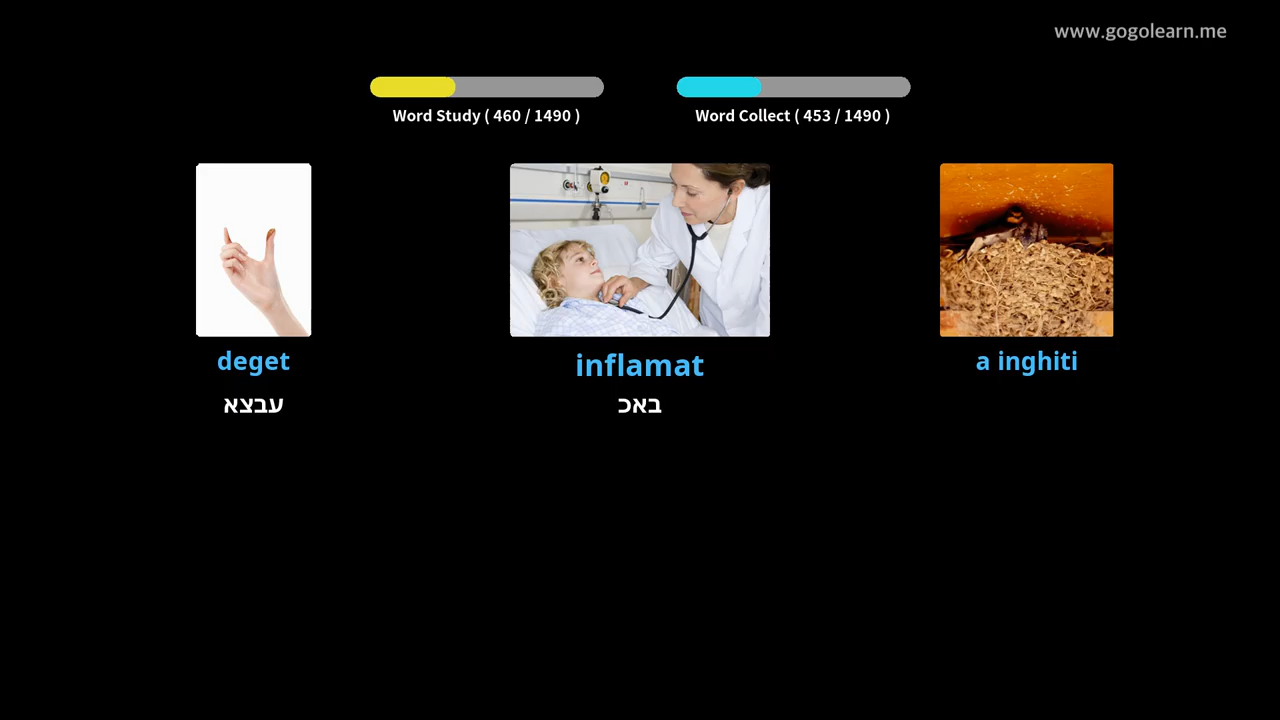 www.gogolearn.me
Word Study ( 460 / 1490 )
Word Collect ( 453 / 1490 )
deget
עבצא
inflamat
באכ
a inghiti